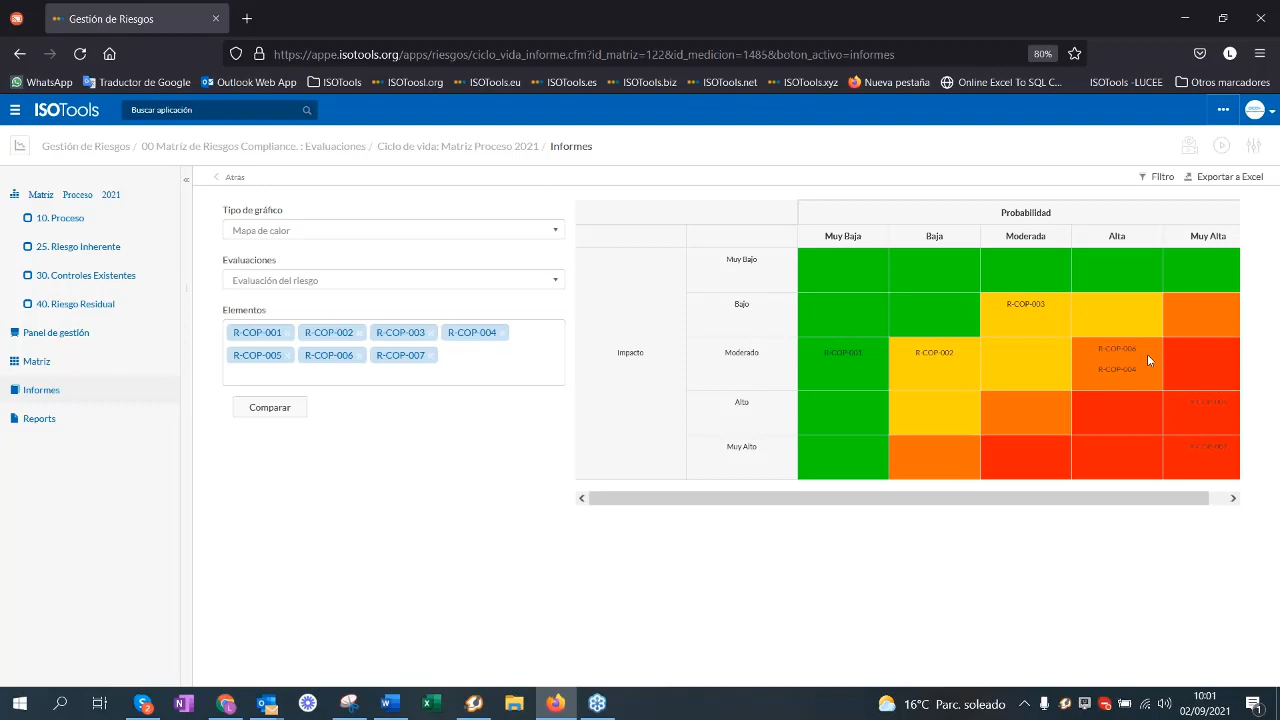 Gestión de Riesgos
https://appe.isotools.org/apps/riesgos/ciclo_vida_informe.cfm?id_matriz=122&id_medicion=1485&boton_activo=informes
80%
L
WhatsApp
Traductor de Google
Outlook Web App
ISOTools
ISOToosl.org
ISOTools.eu
ISOTools.es
ISOTools.biz
ISOTools.net
ISOTools.xyz
Nueva pestaña
Online Excel To SQL C...
ISOTools -LUCEE
Otros marcadores
ISOTools
Buscar aplicación
Gestión de Riesgos / 00 Matríz de Riesgos Compliance. : Evaluaciones / Ciclo de vida: Matriz Proceso 2021 / Informes
Matriz Proceso 2021
10. Proceso
25. Riesgo Inherente
30. Controles Existentes
40. Riesgo Residual
Panel de gestión
Matriz
Informes
Reports
Atrás
Filtro
Exportar a Excel
Tipo de gráfico
Mapa de calor
Evaluaciones
Evaluación del riesgo
Elementos
R-COP-001
R-COP-002
R-COP-003
R-COP-004
R-COP-005
R-COP-006
R-COP-007
Comparar
Probabilidad
Muy Baja
Baja
Moderada
Alta
Muy Alta
Impacto
Muy Bajo
Bajo
R-COP-003
Moderado
R-COP-001
R-COP-002
R-COP-006
R-COP-004
Alto
Muy Alto
16°C Parc. soleado
10:01
02/09/2021